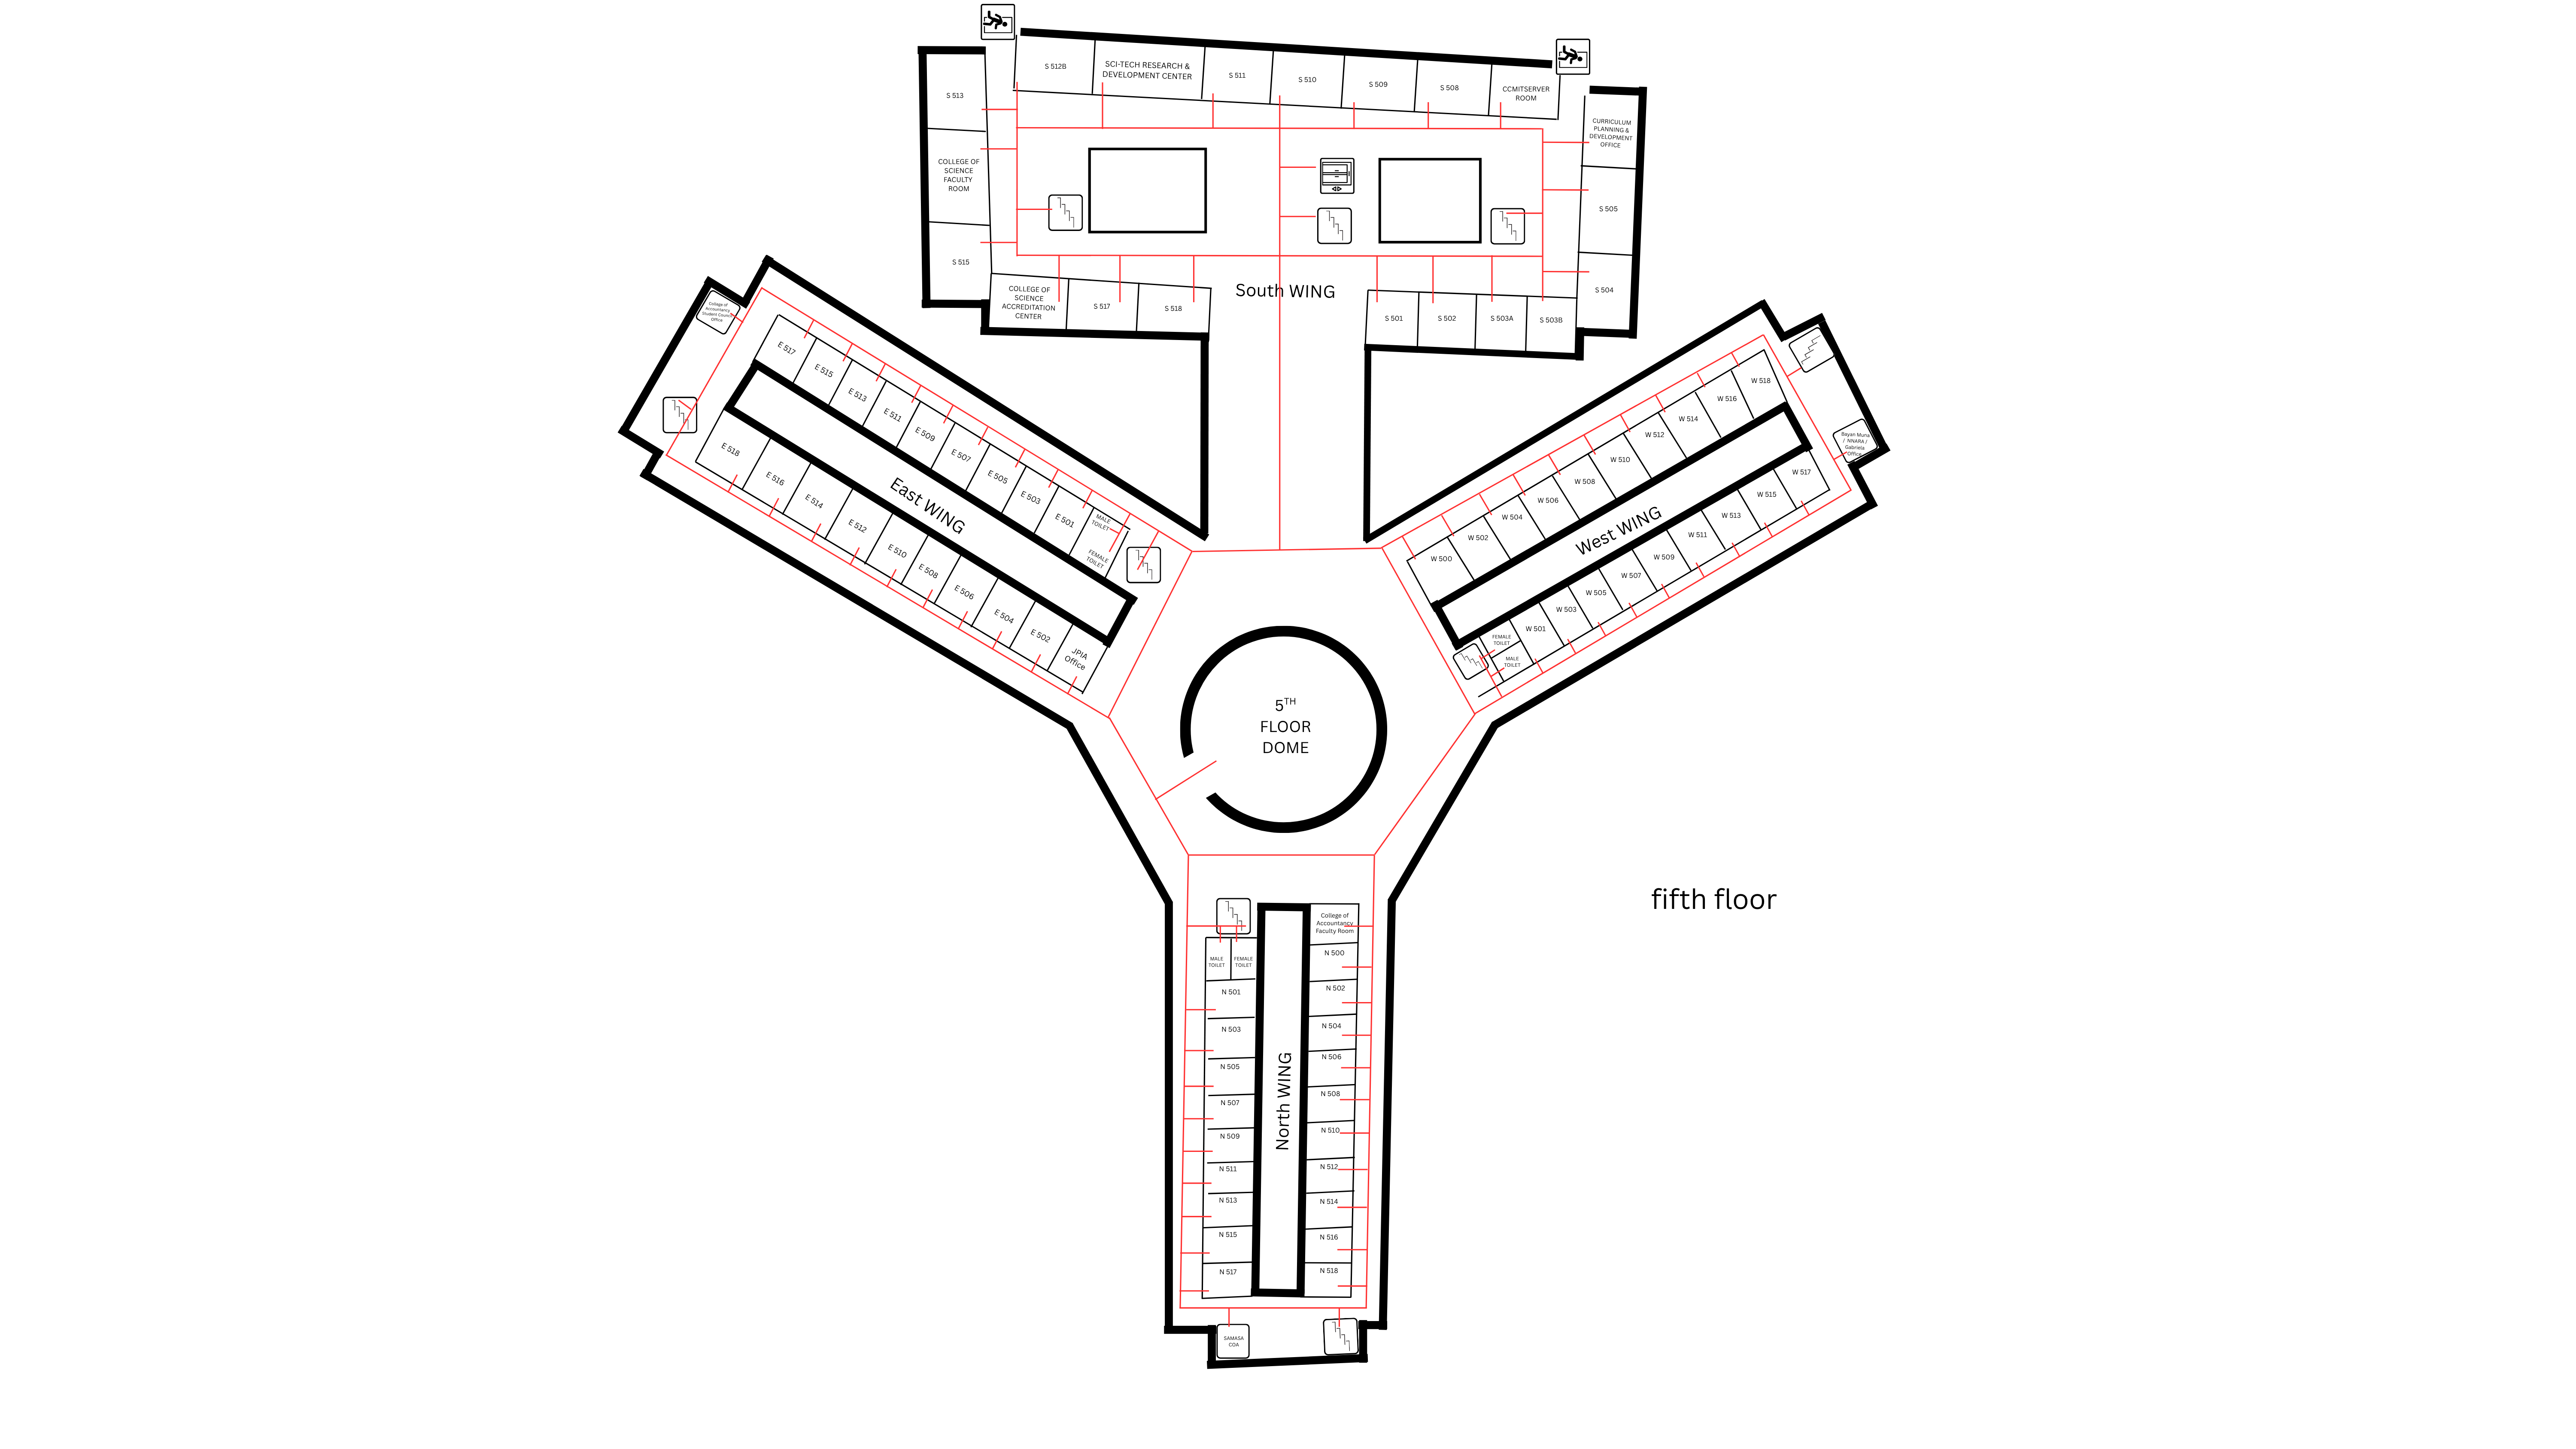 S 512B
SCI-TECH RESEARCH &
DEVELOPMENT CENTER
S 511
S 510
S 509
S 508
CCMITSERVER
ROOM
S 513
COLLEGE OF
SCIENCE
FACULTY
ROOM
S 515
CURRICULUM
PLANNING &
DEVELOPMENT
OFFICE
S 505
S 504
COLLEGE OF
SCIENCE
ACCREDITATION
CENTER
S 517
S 518
South WING
S 501
S 502
S 503A
S 503B
College of
Accountancy
Student Council
Office
E 517
E 515
E 513
E 511
E 509
E 507
E 505
E 503
E 501
MALE
TOILET
FEMALE
TOILET
East WING
E 518
E 516
E 514
E 512
E 510
E 508
E 506
E 504
E 502
JPIA
Office
W 518
W 516
W 514
W 512
W 510
W 508
W 506
W 504
W 502
W 500
West WING
Bayan Muna
/ NNARA /
Gabriela
Office
W 517
W 515
W 513
W 511
W 509
W 507
W 505
W 503
W 501
FEMALE
TOILET
MALE
TOILET
5TH
FLOOR
DOME
fifth floor
College of
Accountancy
Faculty Room
MALE
TOILET
FEMALE
TOILET
N 501
N 503
N 505
N 507
N 509
N 511
N 513
N 515
N 517
North WING
N 500
N 502
N 504
N 506
N 508
N 510
N 512
N 514
N 516
N 518
SAMASA
COA